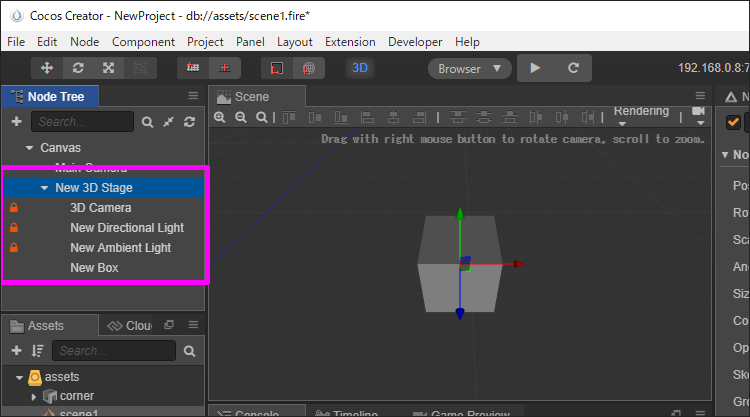 Cocos Creator - NewProject - db://assets/scene1.fire*
File Node Component Project Panel Layout Extension Developer Help
3D Browser 192.168.0.8:7
Node Tree
Search...
Canvas
Main Camera
New 3D Stage
3D Camera
New Directional Light
New Ambient Light
New Box
Assets Cloud
Search...
assets
corner
scene1
Scene
Rendering
Drag with right mouse button to rotate camera, scroll to zoom.
Console Timeline Game Preview
N
No
Pos
Rot
Sca
An
Siz
Co
Op
Ske
Gro